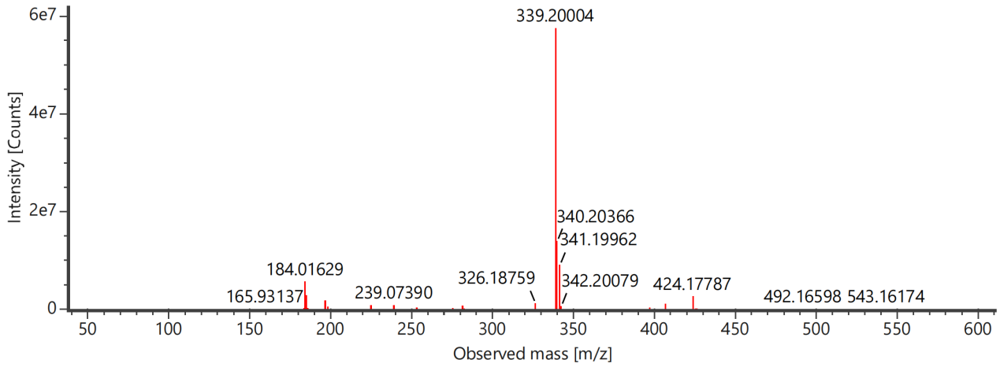 6e7
339.20004
4e7
2e7
340.20366
341.19962
184.01629
326.18759
342.20079
424.17787
165.93137
239.07390
492.16598 543.16174
0
50 100 150 200 250 300 350 400 450 500 550 600
Intensity [Counts]
Observed mass [m/z]